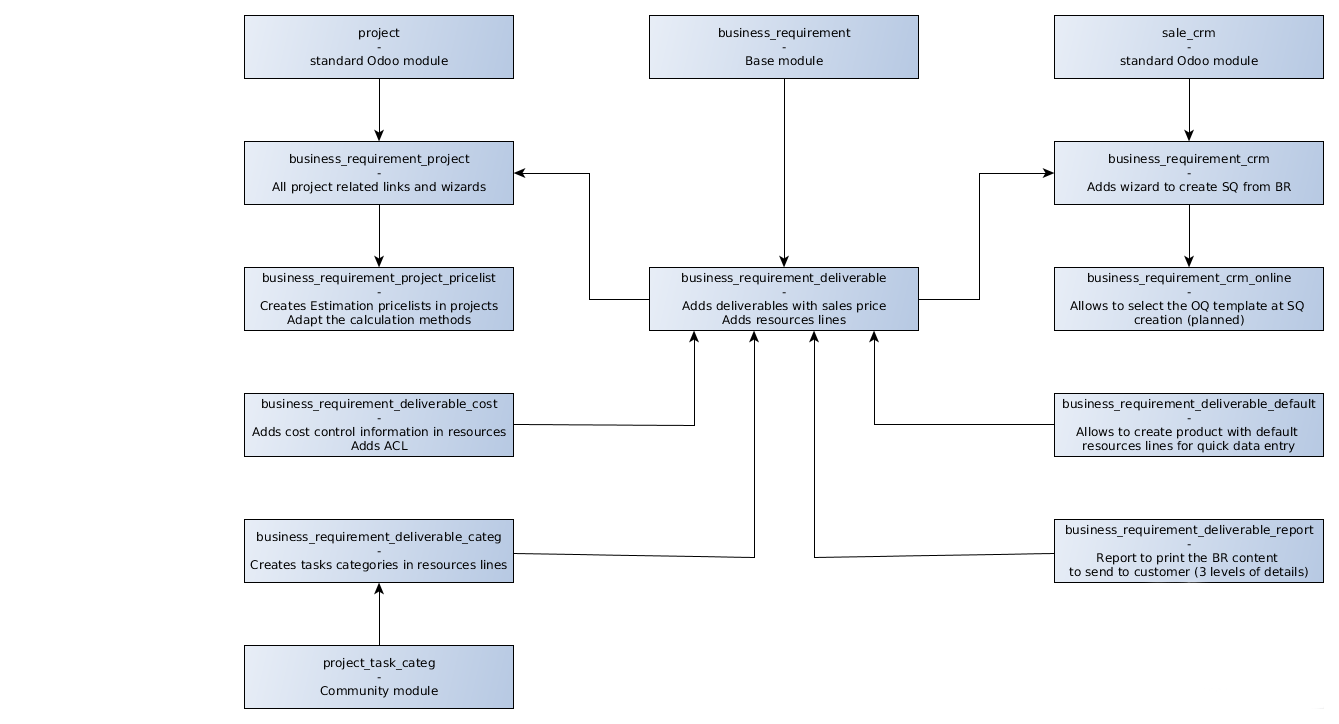 project
-
standard Odoo module
business_requirement
-
Base module
sale_crm
-
standard Odoo module
business_requirement_project
-
All project related links and wizards
business_requirement_crm
-
Adds wizard to create SQ from BR
business_requirement_project_pricelist
-
Creates Estimation pricelists in projects
Adapt the calculation methods
business_requirement_deliverable
-
Adds deliverables with sales price
Adds resources lines
business_requirement_crm_online
-
Allows to select the OQ template at SQ
creation (planned)
business_requirement_deliverable_cost
-
Adds cost control information in resources
Adds ACL
business_requirement_deliverable_default
-
Allows to create product with default
resources lines for quick data entry
business_requirement_deliverable_categ
-
Creates tasks categories in resources lines
business_requirement_deliverable_report
-
Report to print the BR content
to send to customer (3 levels of details)
project_task_categ
-
Community module